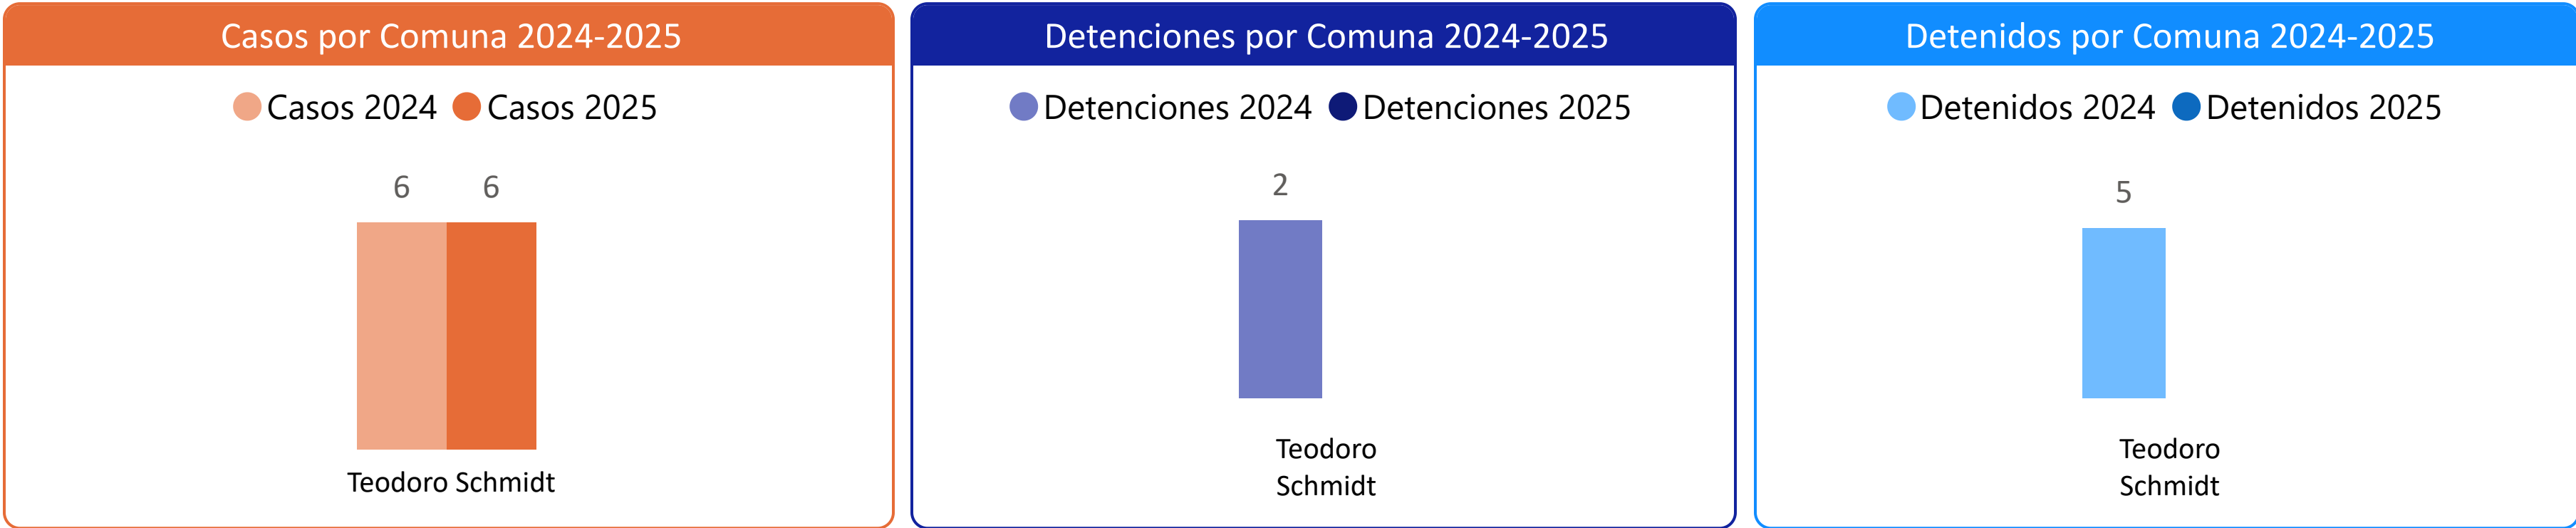 Casos por Comuna 2024-2025
Casos 2024 Casos 2025
6 6
Teodoro Schmidt
Detenciones por Comuna 2024-2025
Detenciones 2024 Detenciones 2025
2
Teodoro
Schmidt
Detenidos por Comuna 2024-2025
Detenidos 2024 Detenidos 2025
5
Teodoro
Schmidt